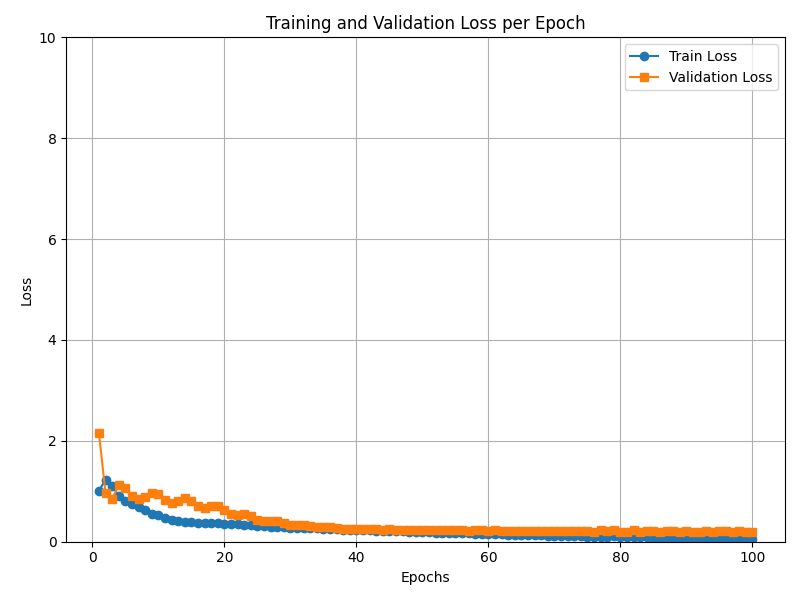 Training and Validation Loss per Epoch
Train Loss
Validation Loss
10
8
6
4
2
0
Loss
0 20 40 60 80 100
Epochs